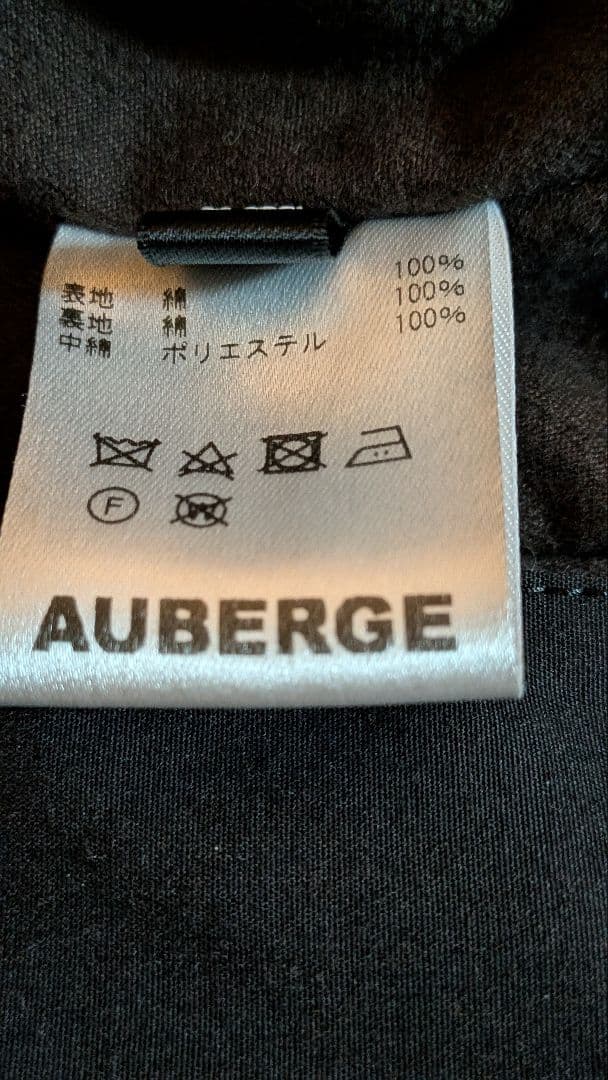 表地 綿 100%
裏地 綿 100%
中綿 ポリエステル 100%
F
W
AUBERGE